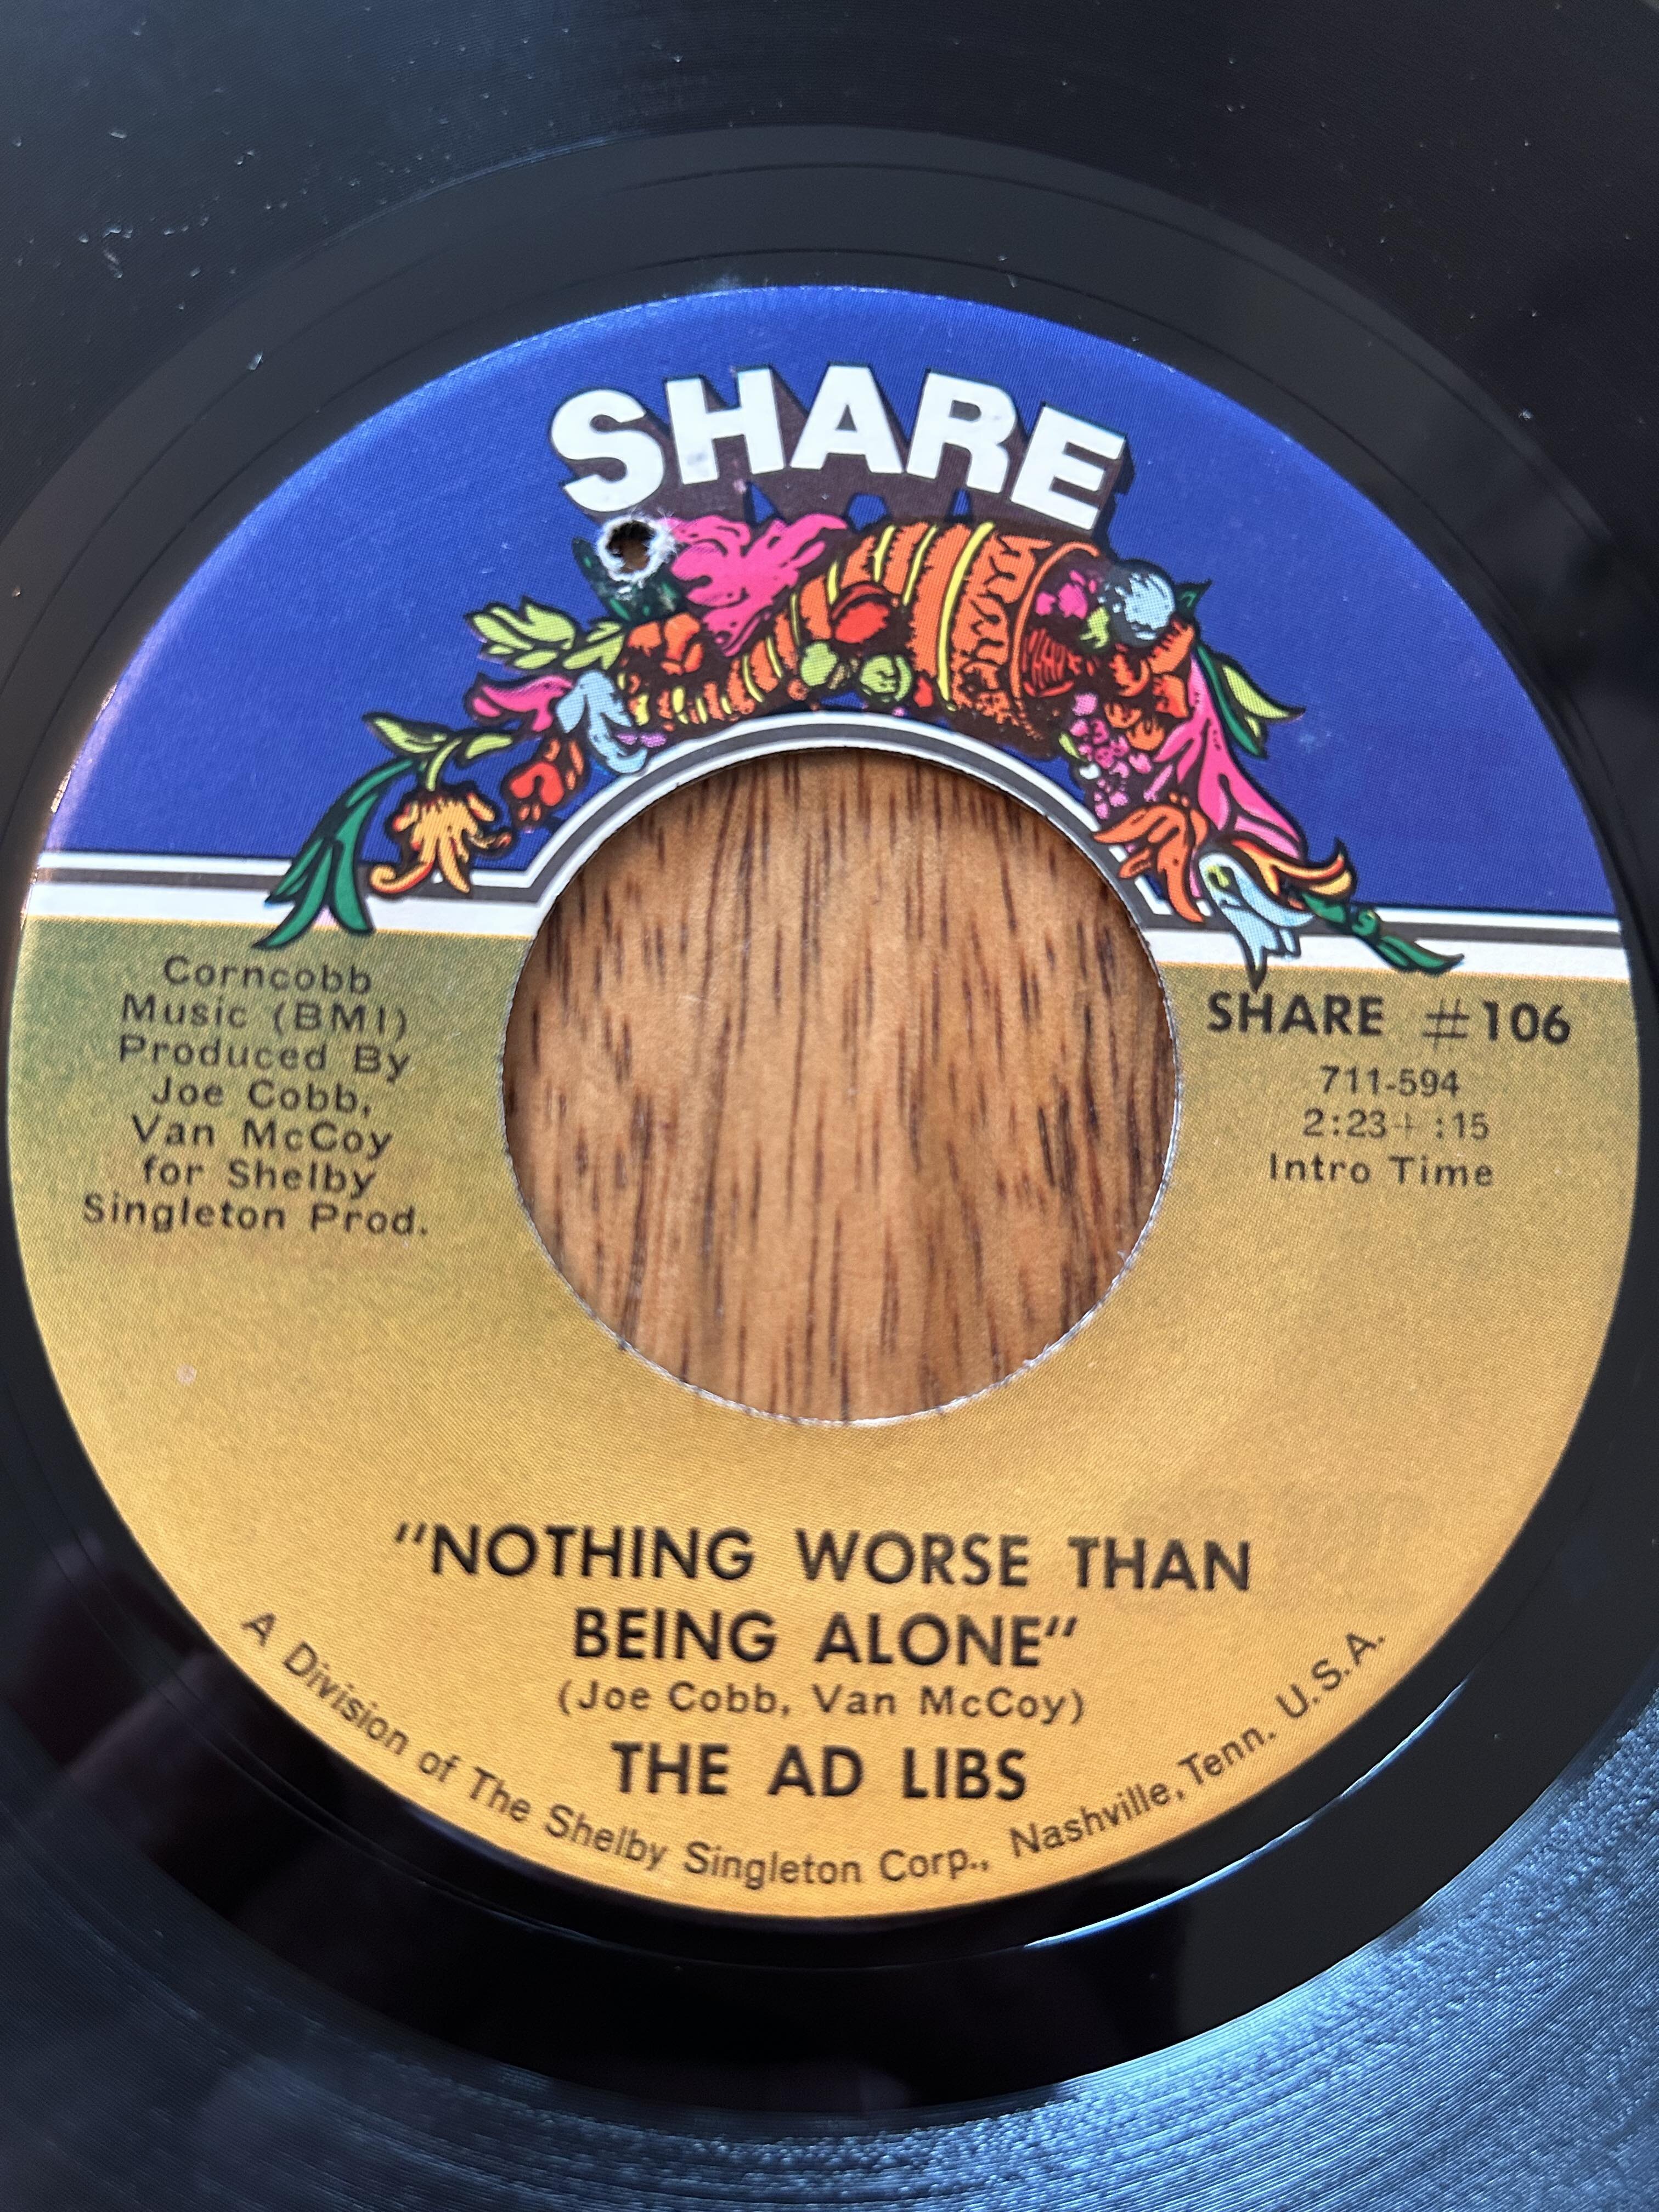 SHARE
Corncobb
Music (BMI)
Produced By
Joe Cobb,
Van McCoy
for Shelby
Singleton Prod.
SHARE #106
711-594
2:23+ :15
Intro Time
"NOTHING WORSE THAN
BEING ALONE"
(Joe Cobb, Van McCoy)
THE AD LIBS
A Division of The Shelby Singleton Corp., Nashville, Tenn. U.S.A.